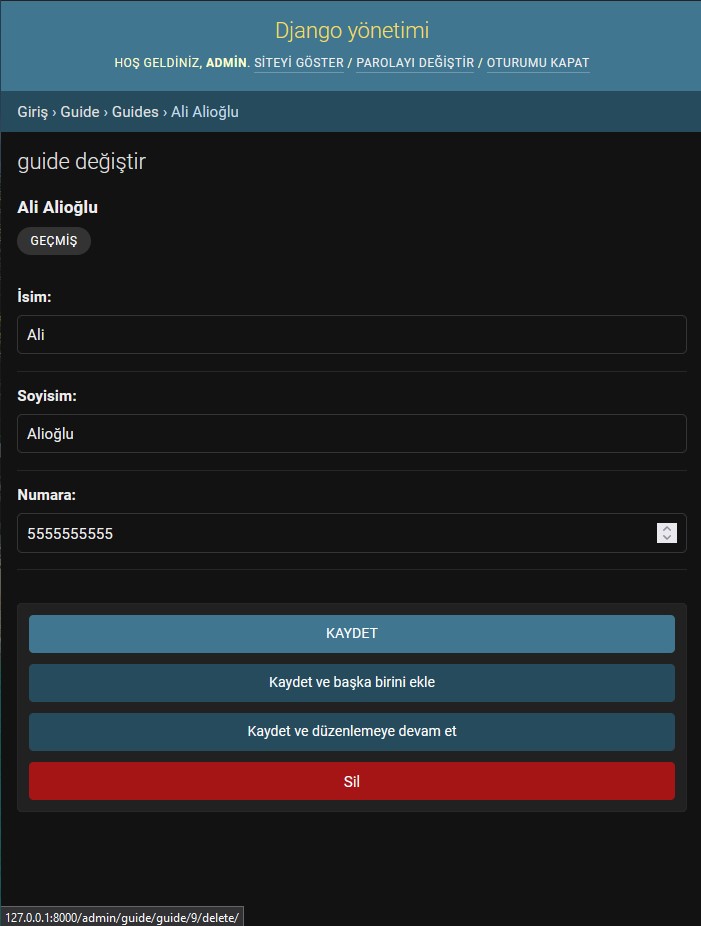 Django yönetimi
HOŞ GELDİNİZ, ADMIN. SİTEYİ GÖSTER / PAROLAYI DEĞİŞTİR / OTURUMU KAPAT
Giriş › Guide › Guides › Ali Alioğlu
guide değiştir
Ali Alioğlu
GEÇMİŞ
İsim:
Ali
Soyisim:
Alioğlu
Numara:
5555555555
KAYDET
Kaydet ve başka birini ekle
Kaydet ve düzenlemeye devam et
Sil
127.0.0.1:8000/admin/guide/guide/9/delete/